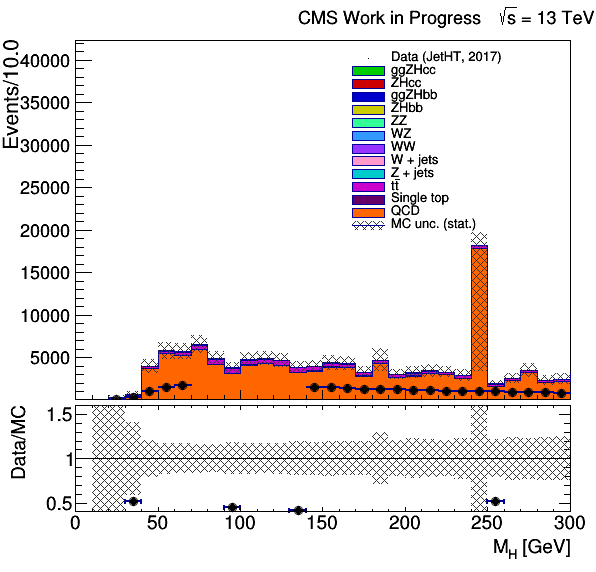 CMS Work in Progress √s = 13 TeV
Events/10.0
40000
35000
30000
25000
20000
15000
10000
5000
Data (JetHT, 2017)
ggZHcc
ZHcc
ggZHbb
ZHbb
ZZ
WZ
WW
W + jets
Z + jets
tt̄
Single top
QCD
MC unc. (stat.)
Data/MC
1.5
1
0.5
0 50 100 150 200 250 300
M_H [GeV]